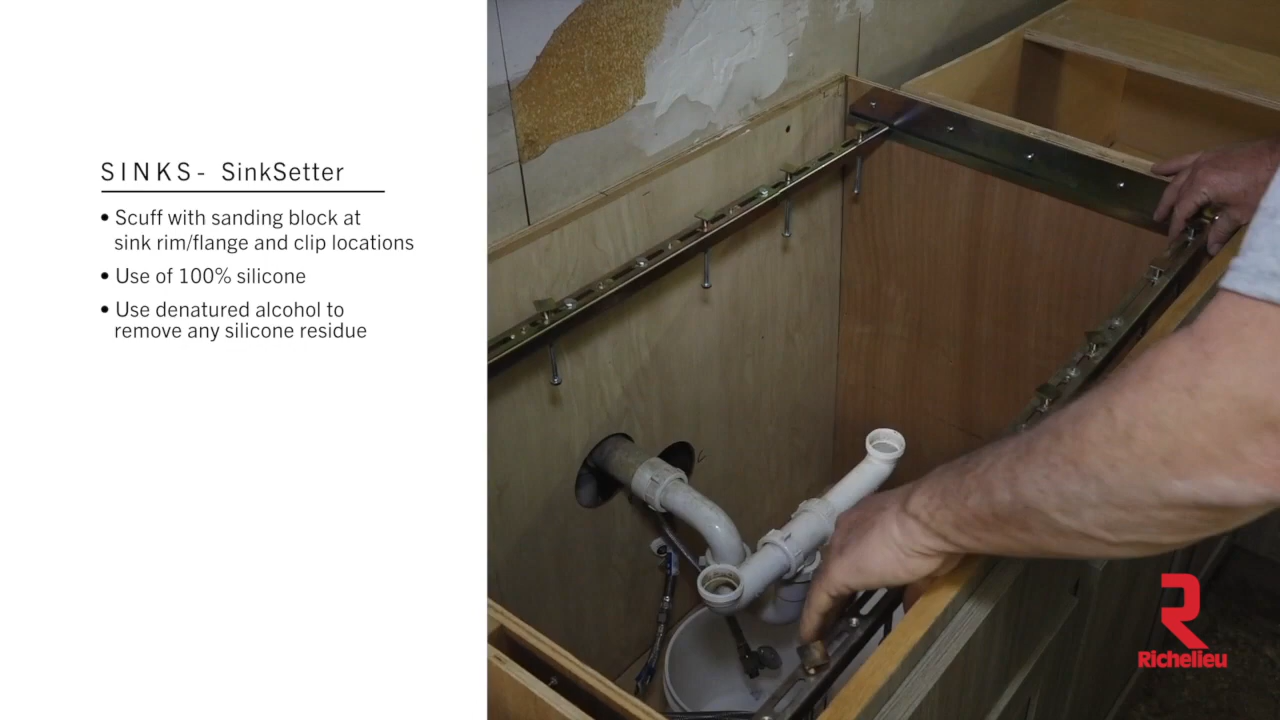 SINKS- SinkSetter
• Scuff with sanding block at
sink rim/flange and clip locations
• Use of 100% silicone
• Use denatured alcohol to
remove any silicone residue
Richelieu